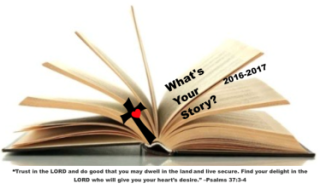 What's
Your
Story?
2016-2017
"Trust in the LORD and do good that you may dwell in the land and live secure. Find your delight in the
LORD who will give you your heart's desire." -Psalms 37:3-4